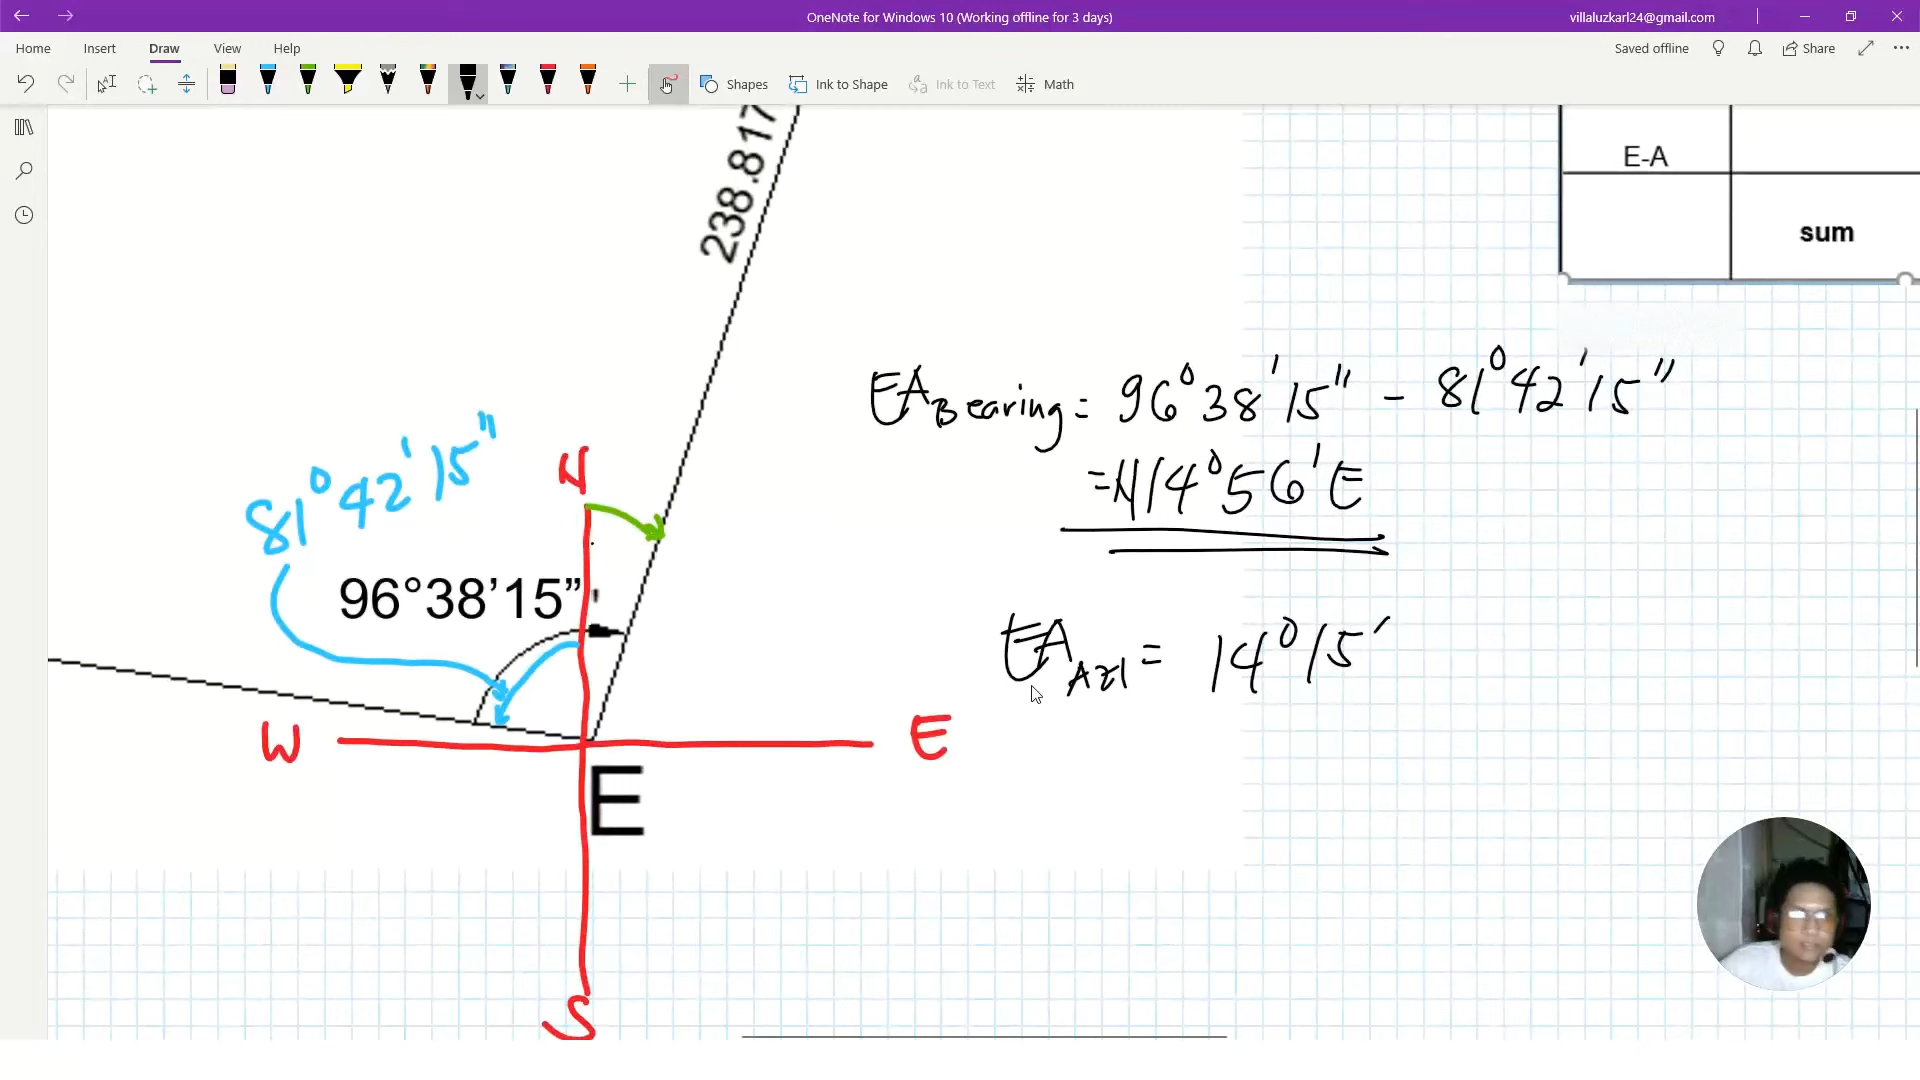 OneNote for Windows 10 (Working offline for 3 days)
villaluzkarl24@gmail.com
Home Insert Draw View Help
Saved offline
Share
Shapes
Ink to Shape
Ink to Text
Math
238.817
E-A
sum
EA Bearing = 96°38'15" - 81°42'15"
= N14°56'E
81°42'15"
N
96°38'15"
EA Azi = 14°15'
W
E
E
S